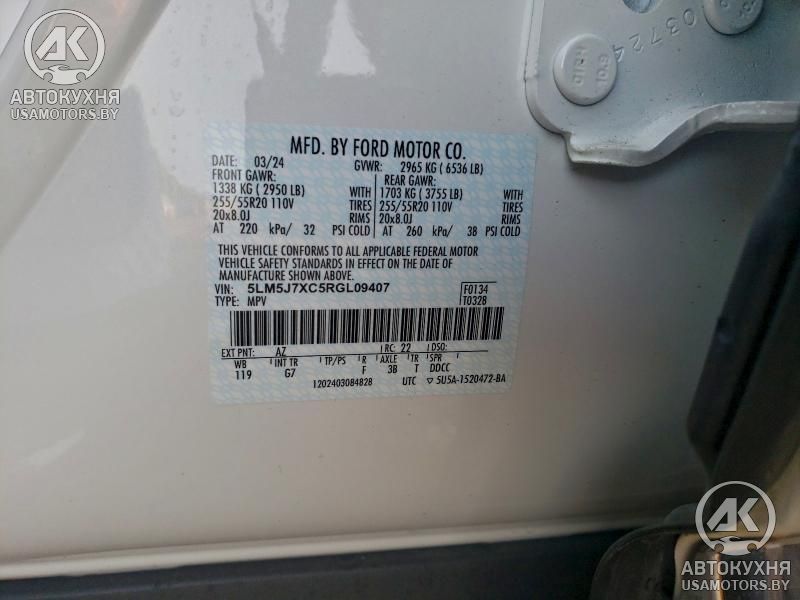 AK
АВТОКУХНЯ
USAMOTORS.BY
03724
MFD. BY FORD MOTOR CO.
DATE: 03/24 GVWR: 2965 KG ( 6536 LB)
FRONT GAWR: REAR GAWR:
1338 KG ( 2950 LB) WITH 1703 KG ( 3755 LB) WITH
255/55R20 110V TIRES 255/55R20 110V TIRES
20x8.0J RIMS 20x8.0J RIMS
AT 220 kPa/ 32 PSI COLD AT 260 kPa/ 38 PSI COLD
THIS VEHICLE CONFORMS TO ALL APPLICABLE FEDERAL MOTOR
VEHICLE SAFETY STANDARDS IN EFFECT ON THE DATE OF
MANUFACTURE SHOWN ABOVE.
VIN: 5LM5J7XC5RGL09407 F0134
TYPE: MPV T0328
EXT PNT: AZ RC: 22 DSO:
WB INT TR TP/PS R AXLE TR SPR
119 G7 F 3B T DDCC
1202403084828 UTC ▽ 5U5A-1520472-BA
AK
АВТОКУХНЯ
USAMOTORS.BY